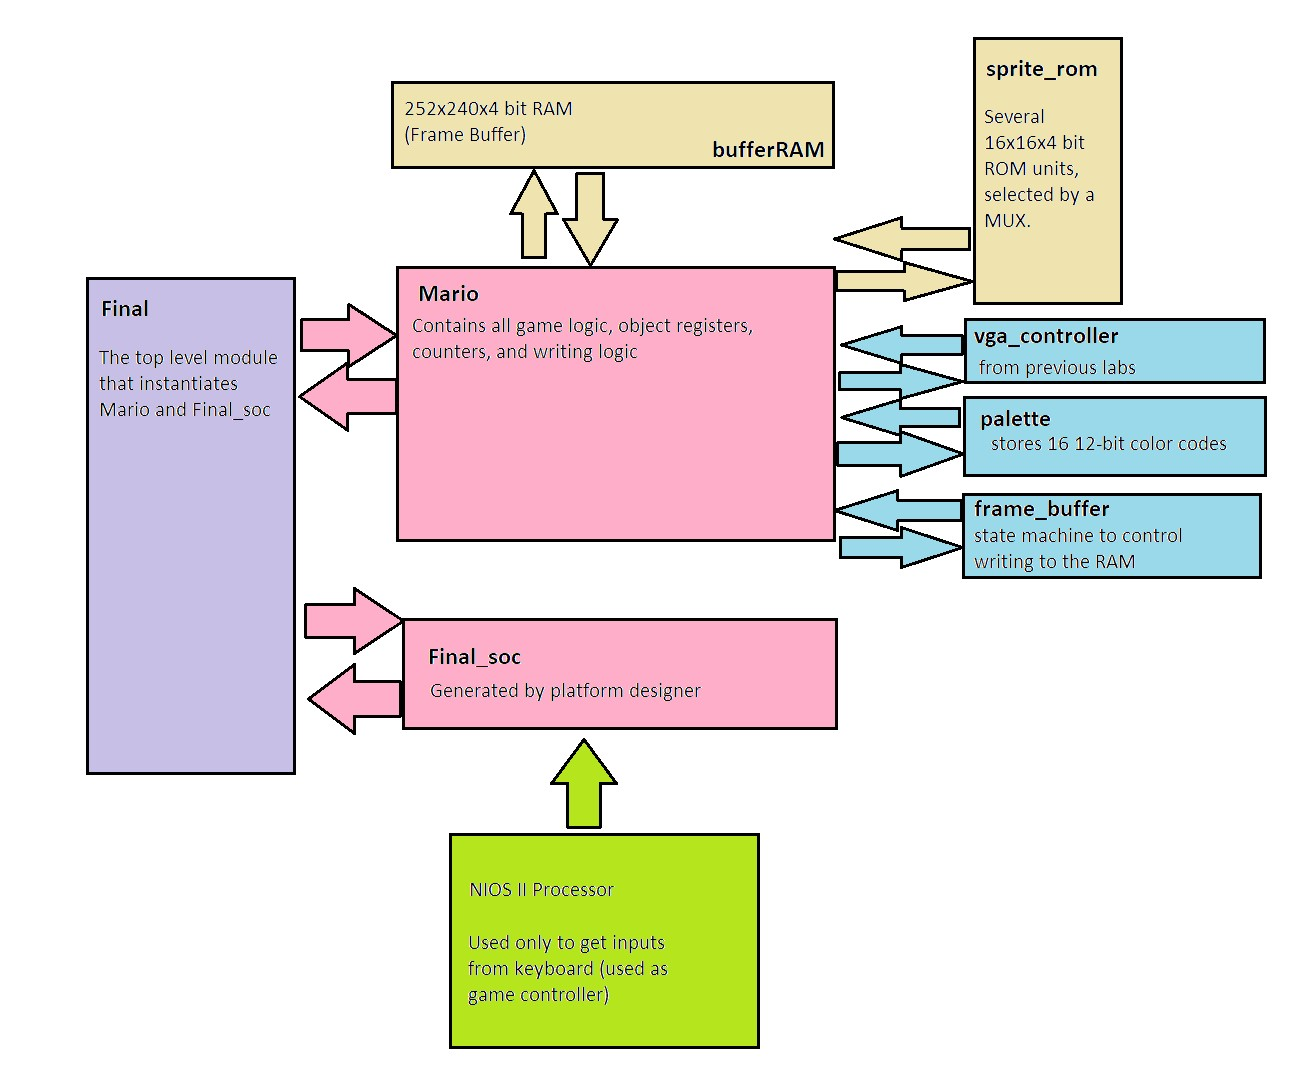 252x240x4 bit RAM
(Frame Buffer)
bufferRAM
sprite_rom
Several
16x16x4 bit
ROM units,
selected by a
MUX.
Final
The top level module
that instantiates
Mario and Final_soc
Mario
Contains all game logic, object registers,
counters, and writing logic
vga_controller
from previous labs
palette
stores 16 12-bit color codes
frame_buffer
state machine to control
writing to the RAM
Final_soc
Generated by platform designer
NIOS II Processor
Used only to get inputs
from keyboard (used as
game controller)